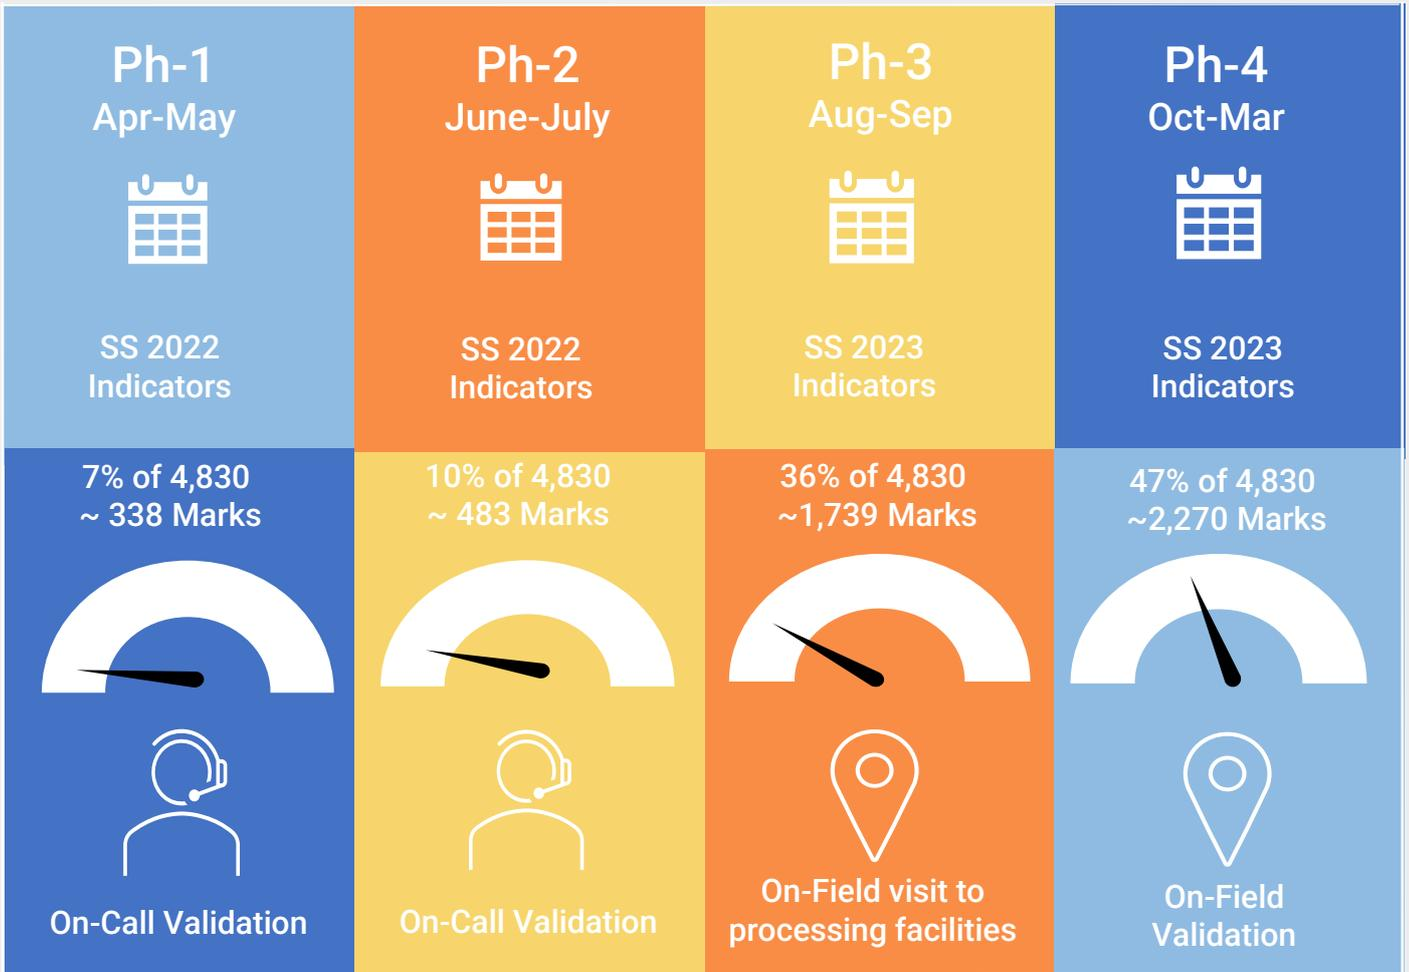 Ph-1
Apr-May
SS 2022
Indicators
7% of 4,830
~ 338 Marks
On-Call Validation
Ph-2
June-July
SS 2022
Indicators
10% of 4,830
~ 483 Marks
On-Call Validation
Ph-3
Aug-Sep
SS 2023
Indicators
36% of 4,830
~1,739 Marks
On-Field visit to
processing facilities
Ph-4
Oct-Mar
SS 2023
Indicators
47% of 4,830
~2,270 Marks
On-Field
Validation